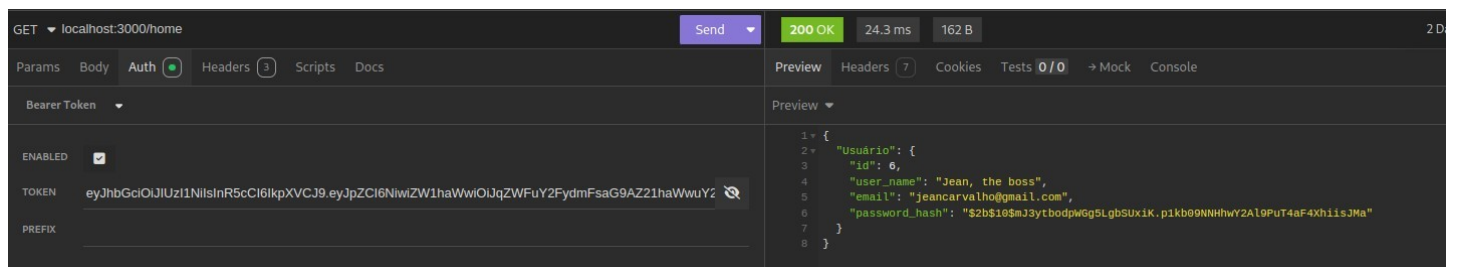 GET localhost:3000/home Send
200 OK 24.3 ms 162 B
Params Body Auth Headers 3 Scripts Docs
Preview Headers 7 Cookies Tests 0 / 0 → Mock Console
Bearer Token
Preview
ENABLED
TOKEN eyJhbGciOiJIUzI1NiIsInR5cCI6IkpXVCJ9.eyJpZCI6NiwiZW1haWwiOiJqZWFuY2FydmFsaG9AZ21haWwuY2
PREFIX
1 {
2 "Usuário": {
3 "id": 6,
4 "user_name": "Jean, the boss",
5 "email": "jeancarvalho@gmail.com",
6 "password_hash": "$2b$10$mJ3ytbodpWGg5LgbSUxiK.p1kb09NNHhwY2Al9PuT4aF4XhiisJMa"
7 }
8 }